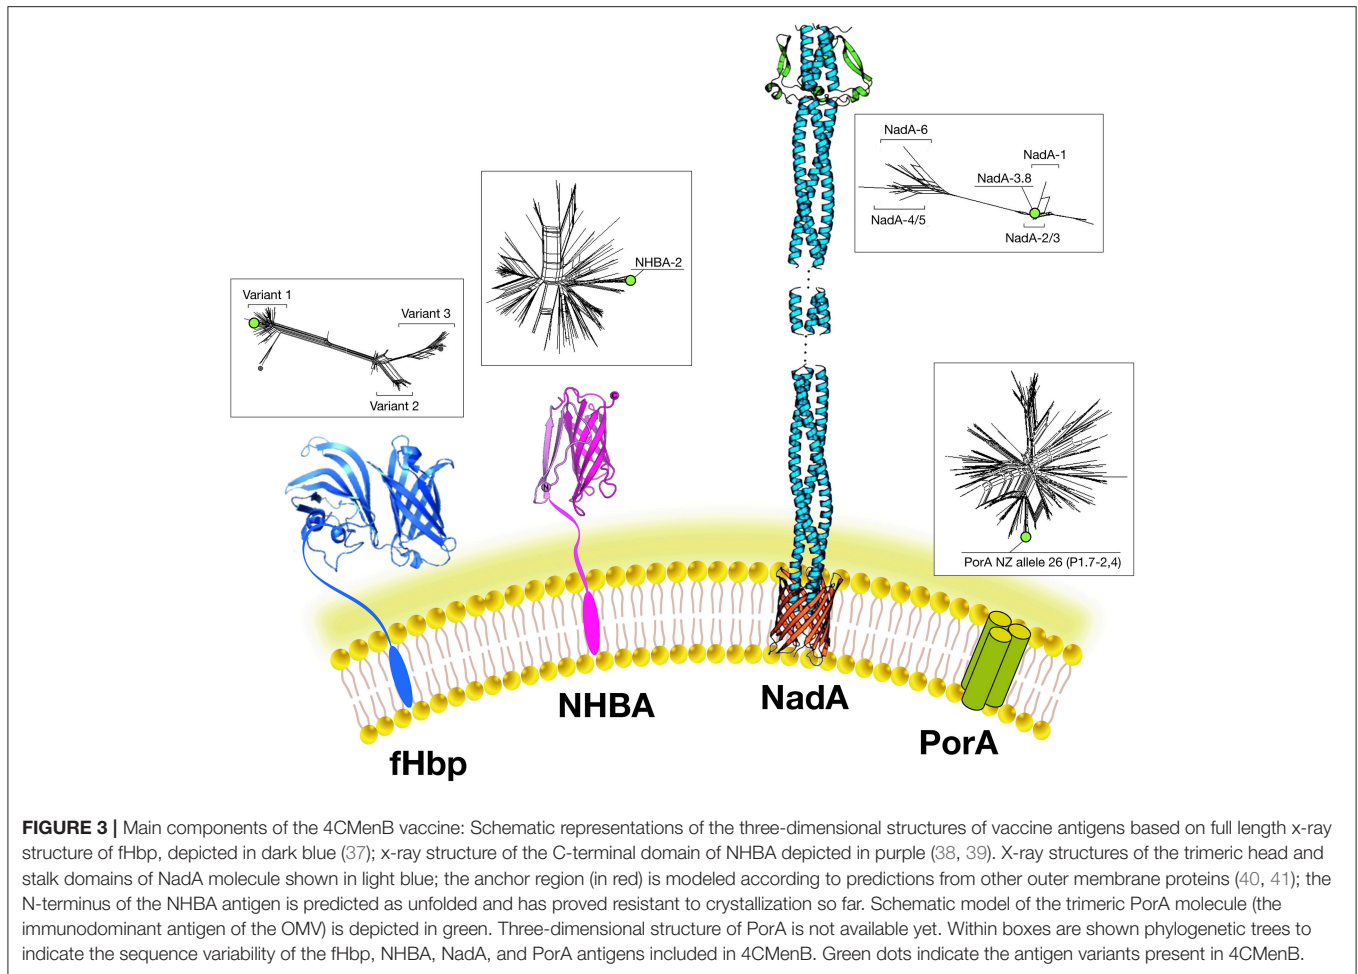 NadA-6
NadA-1
NadA-3.8
NadA-4/5
NadA-2/3
NHBA-2
Variant 1
Variant 3
Variant 2
N
PorA NZ allele 26 (P1.7-2,4)
fHbp
NHBA
NadA
PorA
FIGURE 3 | Main components of the 4CMenB vaccine: Schematic representations of the three-dimensional structures of vaccine antigens based on full length x-ray
structure of fHbp, depicted in dark blue (37); x-ray structure of the C-terminal domain of NHBA depicted in purple (38, 39). X-ray structures of the trimeric head and
stalk domains of NadA molecule shown in light blue; the anchor region (in red) is modeled according to predictions from other outer membrane proteins (40, 41); the
N-terminus of the NHBA antigen is predicted as unfolded and has proved resistant to crystallization so far. Schematic model of the trimeric PorA molecule (the
immunodominant antigen of the OMV) is depicted in green. Three-dimensional structure of PorA is not available yet. Within boxes are shown phylogenetic trees to
indicate the sequence variability of the fHbp, NHBA, NadA, and PorA antigens included in 4CMenB. Green dots indicate the antigen variants present in 4CMenB.